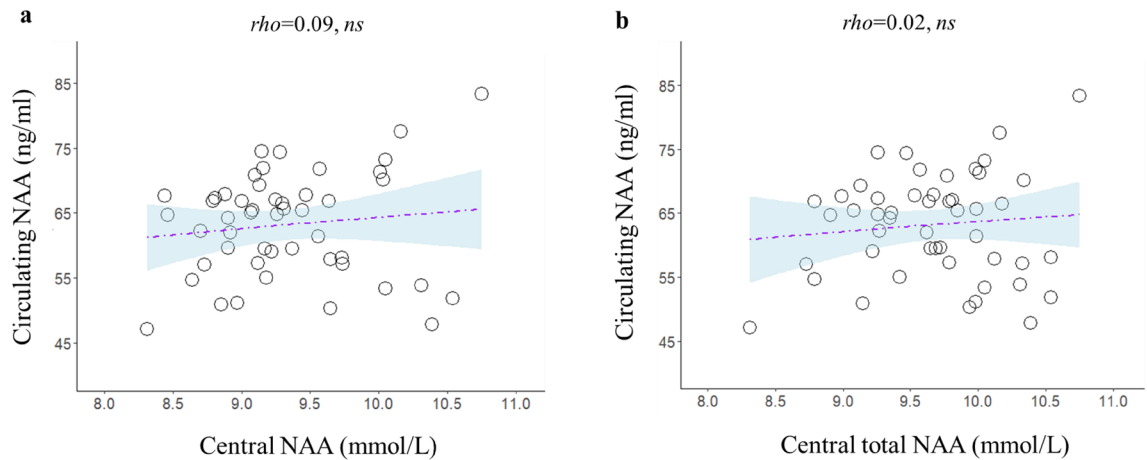 a
rho=0.09, ns
Circulating NAA (ng/ml)
85
75
65
55
45
8.0 8.5 9.0 9.5 10.0 10.5 11.0
Central NAA (mmol/L)
b
rho=0.02, ns
Circulating NAA (ng/ml)
85
75
65
55
45
8.0 8.5 9.0 9.5 10.0 10.5 11.0
Central total NAA (mmol/L)